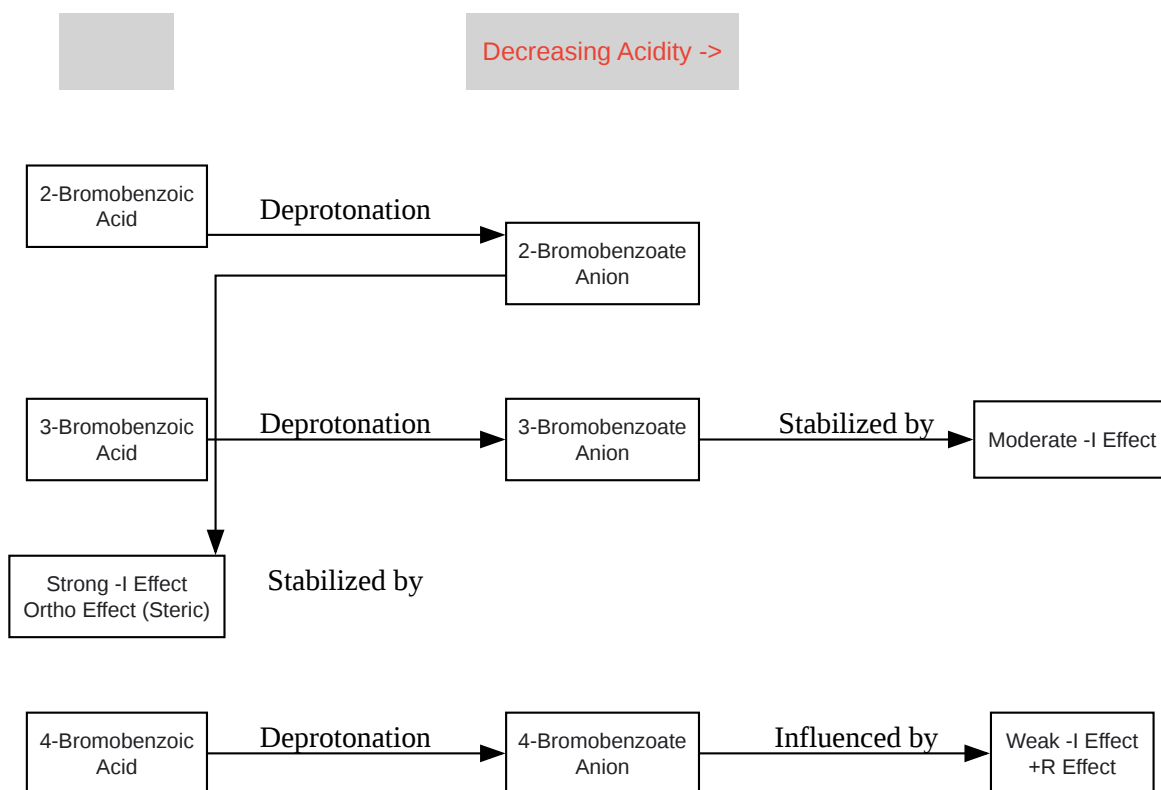 Decreasing Acidity ->
2-Bromobenzoic
Acid
Deprotonation
2-Bromobenzoate
Anion
3-Bromobenzoic
Acid
Deprotonation
3-Bromobenzoate
Anion
Stabilized by
Moderate -I Effect
Strong -I Effect
Ortho Effect (Steric)
Stabilized by
4-Bromobenzoic
Acid
Deprotonation
4-Bromobenzoate
Anion
Influenced by
Weak -I Effect
+R Effect